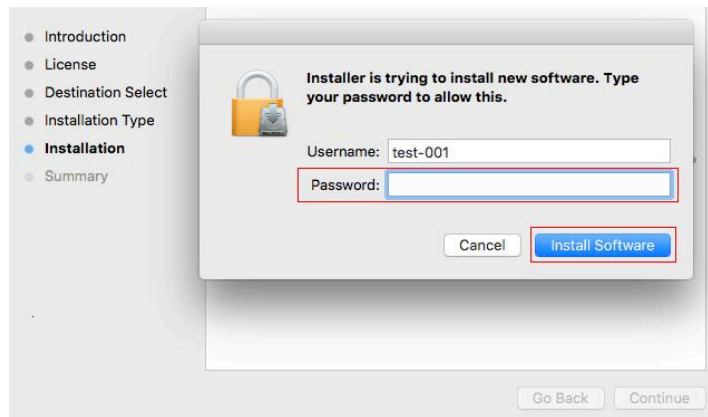 Introduction
License
Destination Select
Installation Type
Installation
Summary
Installer is trying to install new software. Type
your password to allow this.
Username: test-001
Password:
Cancel Install Software
Go Back Continue